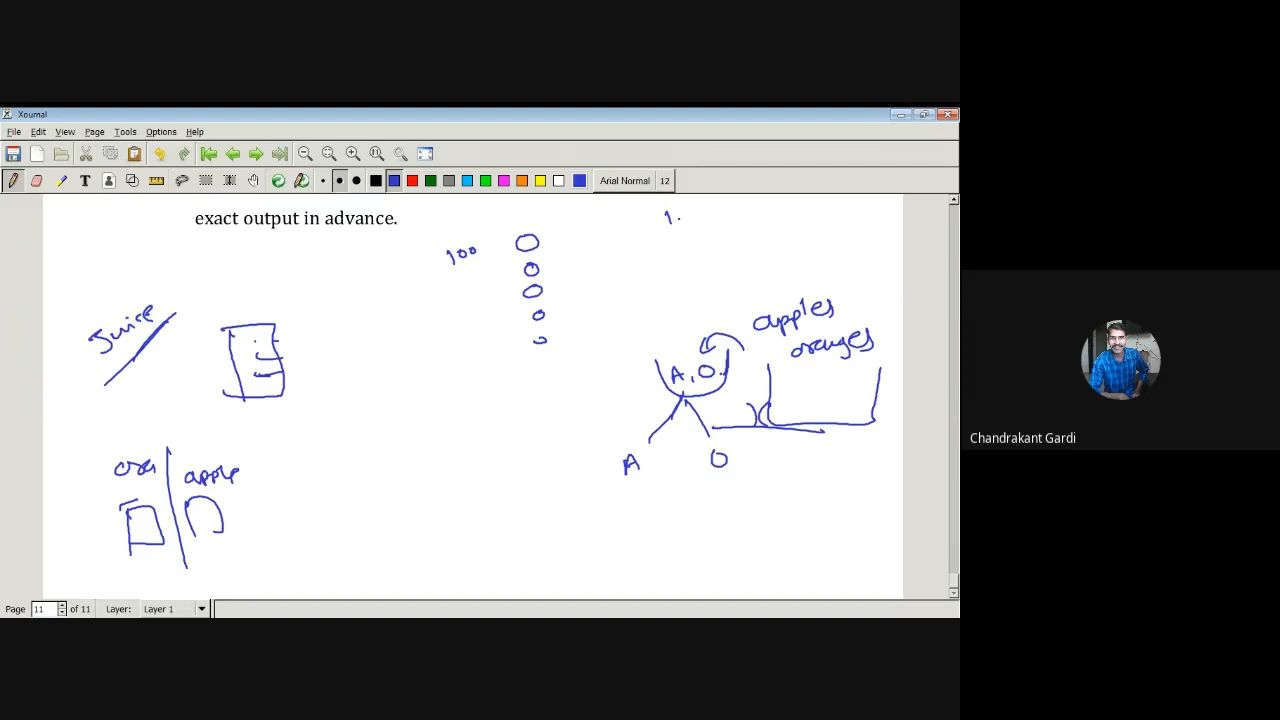 Xournal
File Edit View Page Tools Options Help
Arial Normal 12
exact output in advance.
1.
100
Juice
apples
oranges
A, O.
A O
ora apple
Page 11 of 11 Layer: Layer 1
Chandrakant Gardi